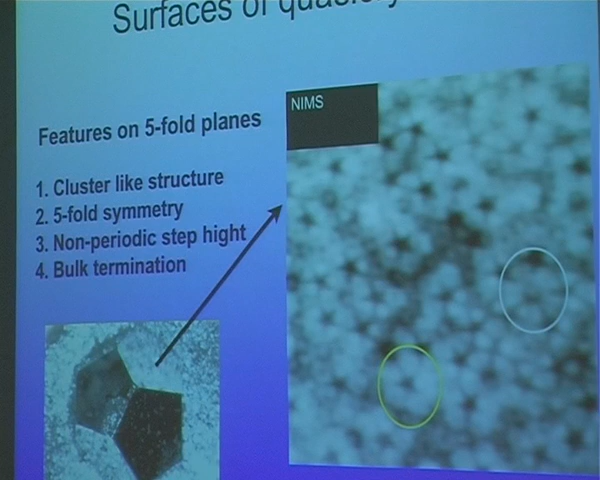 Surfaces of
NIMS
Features on 5-fold planes
1. Cluster like structure
2. 5-fold symmetry
3. Non-periodic step hight
4. Bulk termination